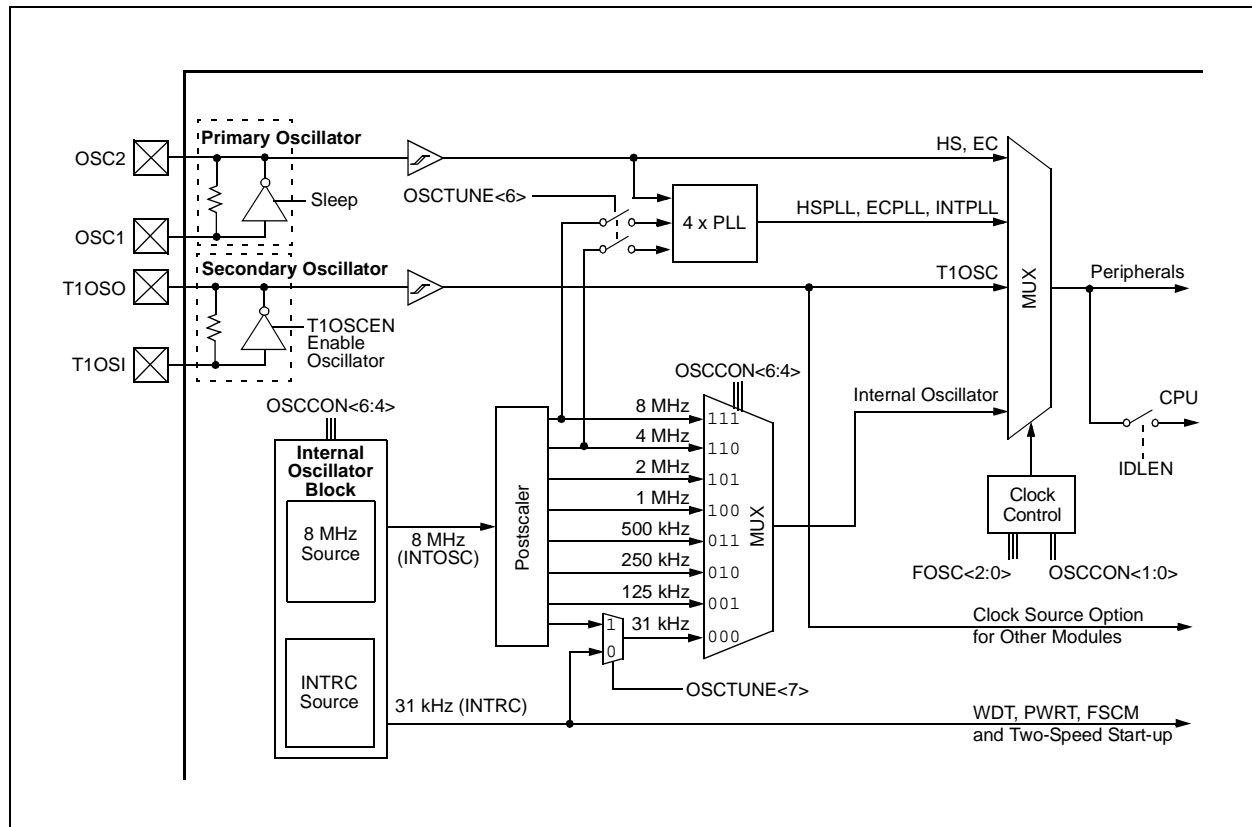 Primary Oscillator
OSC2
HS, EC
OSCTUNE<6>
Sleep
4 x PLL
HSPLL, ECPLL, INTPLL
OSC1
Secondary Oscillator
T1OSO
T1OSC
MUX
Peripherals
T1OSCEN
Enable
Oscillator
T1OSI
OSCCON<6:4>
Internal Oscillator
CPU
IDLEN
OSCCON<6:4>
Internal
Oscillator
Block
8 MHz
Source
8 MHz
(INTOSC)
Postscaler
8 MHz
111
4 MHz
110
2 MHz
101
1 MHz
100
500 kHz
011
250 kHz
010
125 kHz
001
1
31 kHz
000
0
MUX
Clock
Control
FOSC<2:0>
OSCCON<1:0>
Clock Source Option
for Other Modules
OSCTUNE<7>
INTRC
Source
31 kHz (INTRC)
WDT, PWRT, FSCM
and Two-Speed Start-up